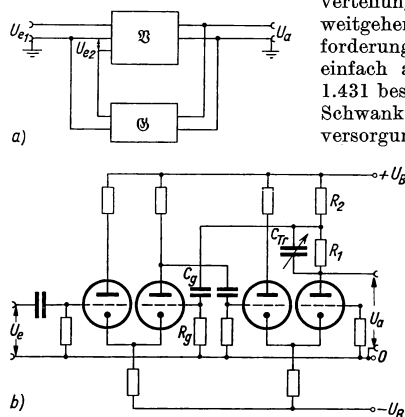 verteilung
weitgehen
forderung
einfach a
1.431 bes
Schwank
versorgun
U_e1
U_e2
𝔙
U_a
𝔊
a)
+U_B
R_2
C_Tr
R_1
C_g
U_e
R_g
U_a
0
b)
-U_B